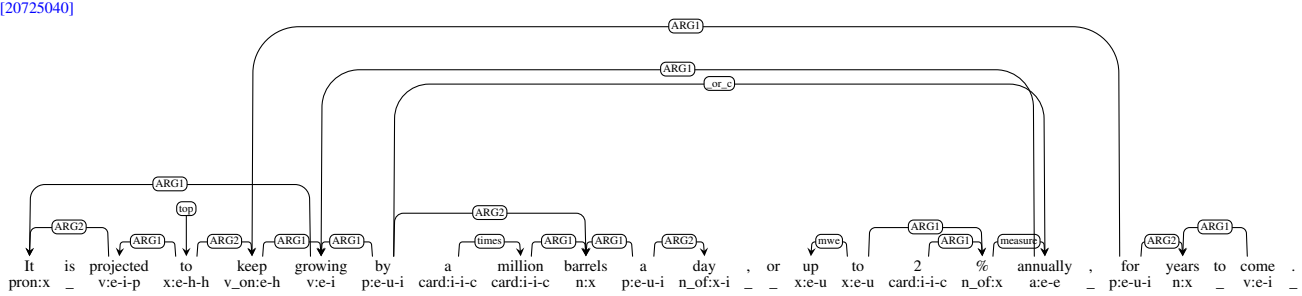 [20725040]
ARG1
ARG1
_or_c
ARG1
top
ARG2
ARG2 ARG1 ARG2 ARG1 ARG1 times ARG1 ARG1 ARG2 mwe ARG1 ARG1 measure ARG2 ARG1
It is projected to keep growing by a million barrels a day , or up to 2 % annually , for years to come .
pron:x _ v:e-i-p x:e-h-h v_on:e-h v:e-i p:e-u-i card:i-i-c card:i-i-c n:x p:e-u-i n_of:x-i _ _ x:e-u x:e-u card:i-i-c n_of:x a:e-e _ p:e-u-i n:x _ v:e-i _